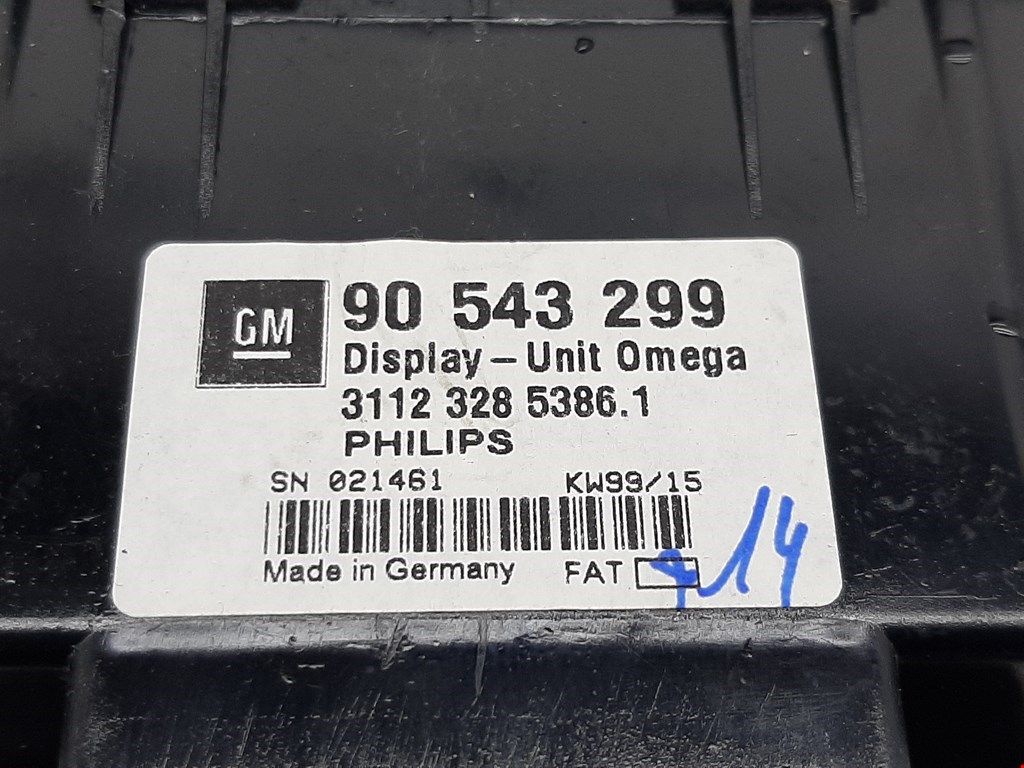 GM
90 543 299
Display – Unit Omega
3112 328 5386.1
PHILIPS
SN 021461 KW99/15
Made in Germany FAT
14